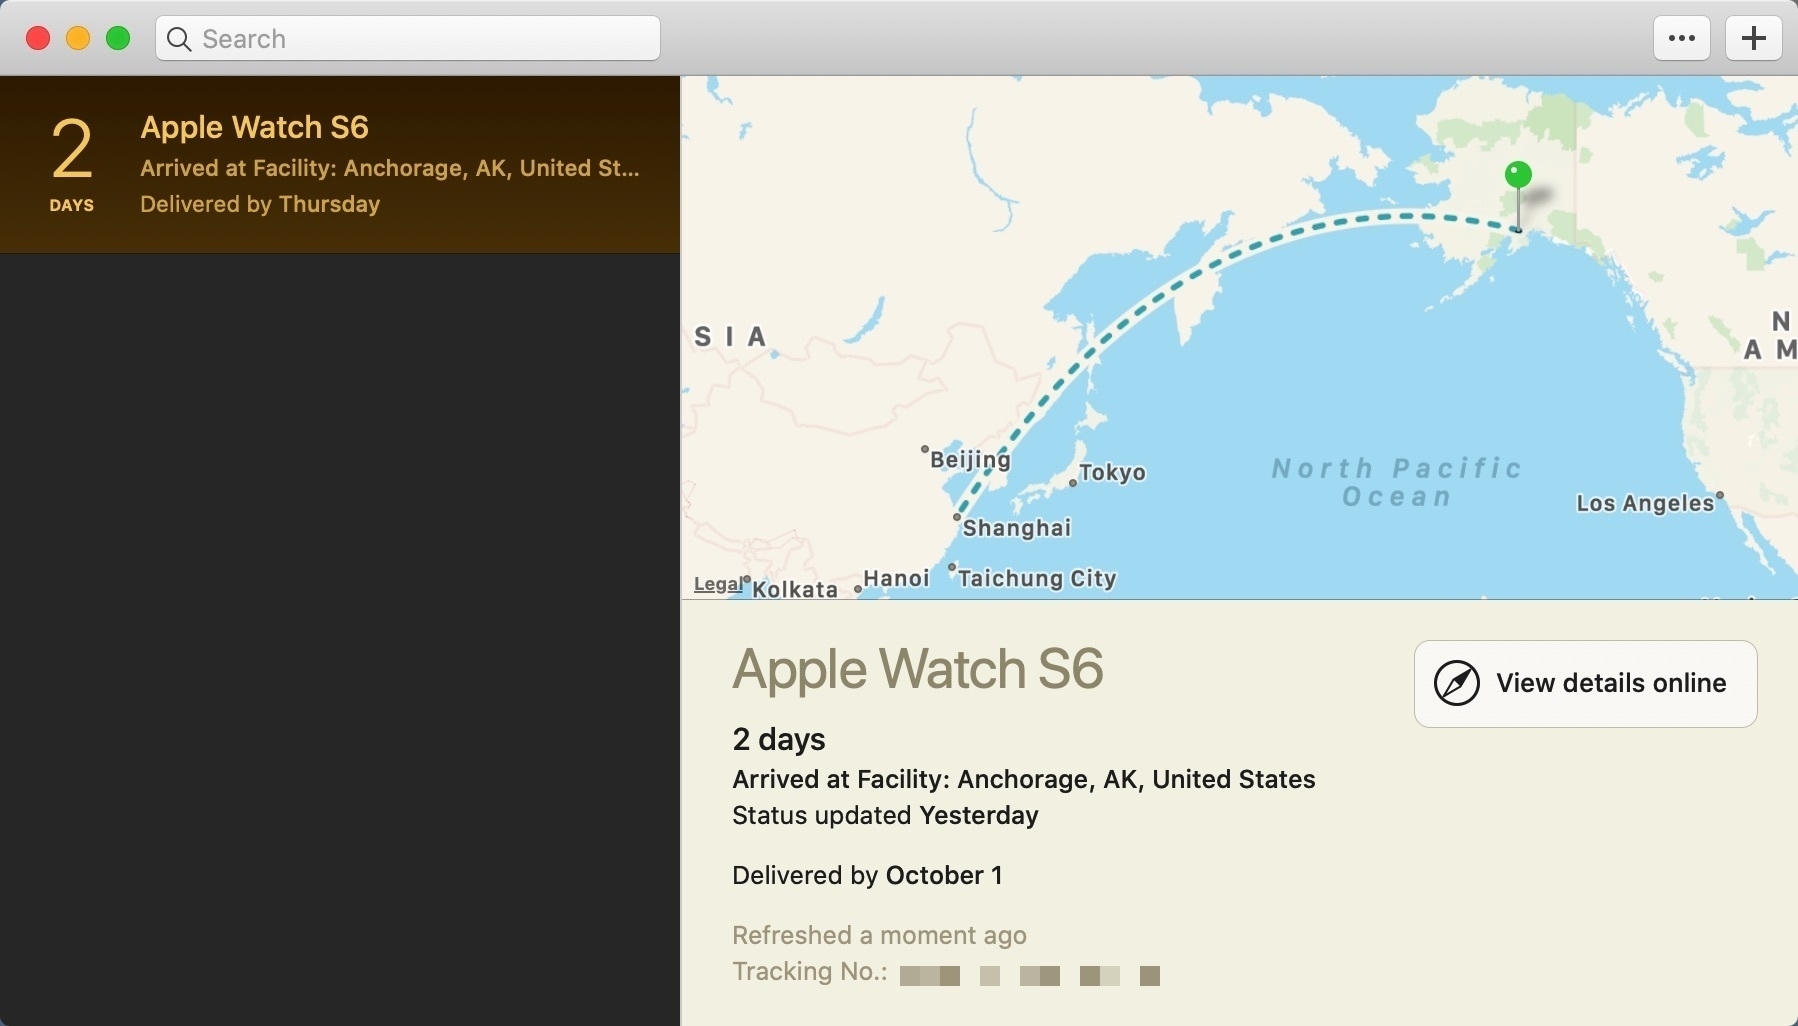 Search
2
DAYS
Apple Watch S6
Arrived at Facility: Anchorage, AK, United St...
Delivered by Thursday
S I A
N
A M
Beijing
Tokyo
North Pacific
Ocean
Los Angeles
Shanghai
Hanoi
Taichung City
Legal
Kolkata
Apple Watch S6
View details online
2 days
Arrived at Facility: Anchorage, AK, United States
Status updated Yesterday
Delivered by October 1
Refreshed a moment ago
Tracking No.: